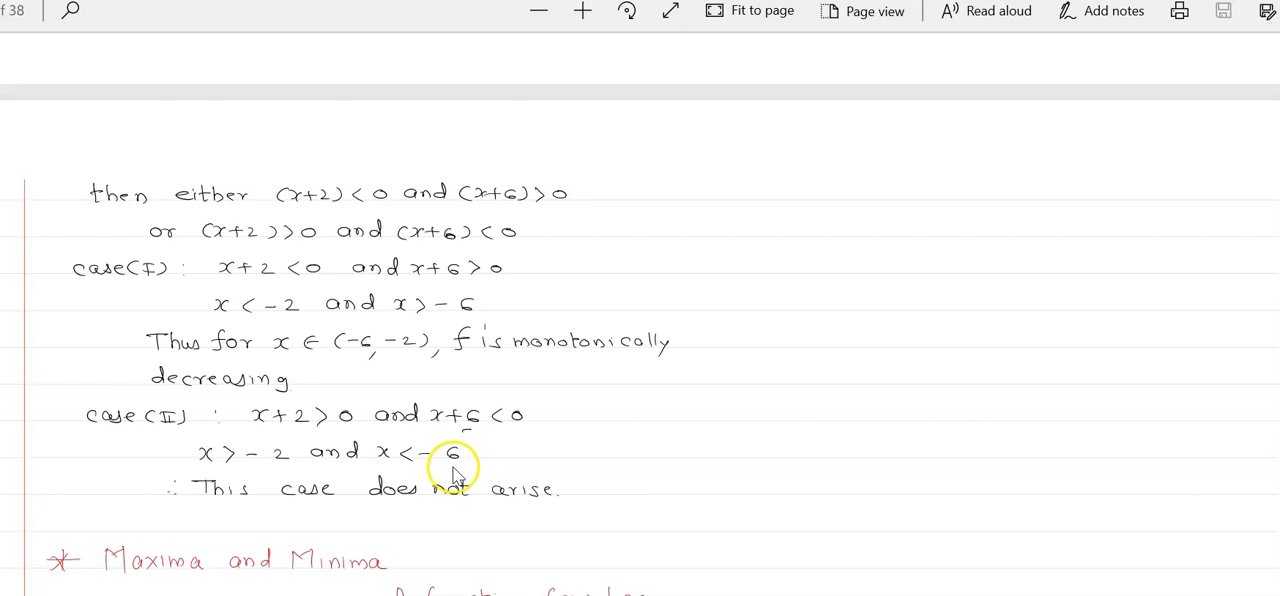 f 38 Fit to page Page view Read aloud Add notes
then either (x+2) < 0 and (x+6) > 0
or (x+2) > 0 and (x+6) < 0
case(I) : x+2 < 0 and x+6 > 0
x < -2 and x > -6
Thus for x ∈ (-6, -2), f is monotonically
decreasing
case(II) : x+2 > 0 and x+6 < 0
x > -2 and x < -6
∴ This case does not arise.
* Maxima and Minima